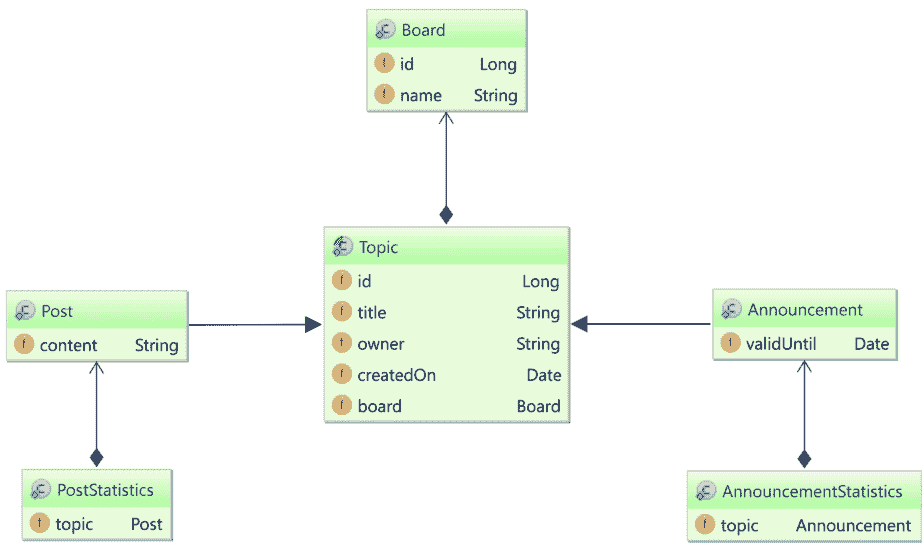 Board
id Long
name String
Topic
id Long
title String
owner String
createdOn Date
board Board
Post
content String
Announcement
validUntil Date
PostStatistics
topic Post
AnnouncementStatistics
topic Announcement